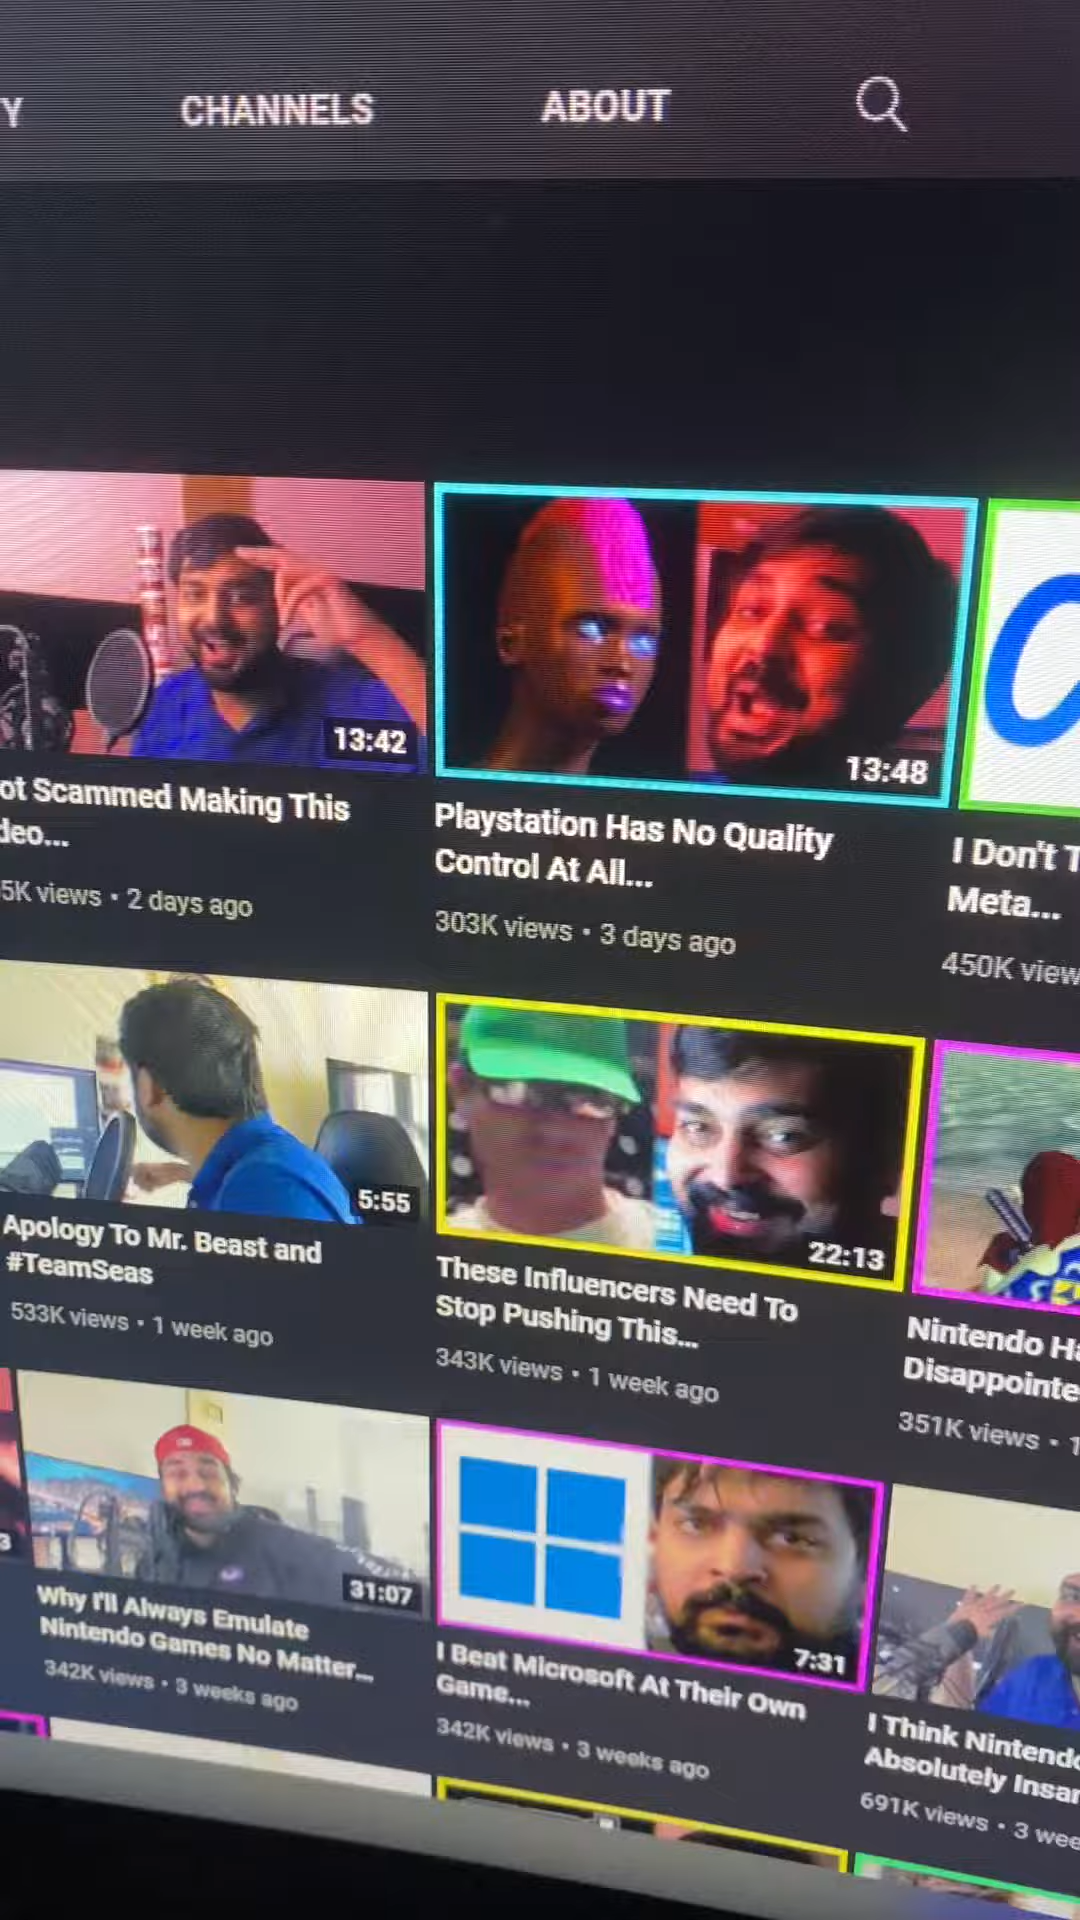 Y CHANNELS ABOUT
13:42
13:48
ot Scammed Making This
deo...
5K views • 2 days ago
Playstation Has No Quality
Control At All...
303K views • 3 days ago
I Don't T
Meta...
450K view
5:55
22:13
Apology To Mr. Beast and
#TeamSeas
533K views • 1 week ago
These Influencers Need To
Stop Pushing This...
343K views • 1 week ago
Nintendo Ha
Disappointe
351K views • 1
3
31:07
7:31
Why I'll Always Emulate
Nintendo Games No Matter...
342K views • 3 weeks ago
I Beat Microsoft At Their Own
Game...
342K views • 3 weeks ago
I Think Nintendo
Absolutely Insan
691K views • 3 wee